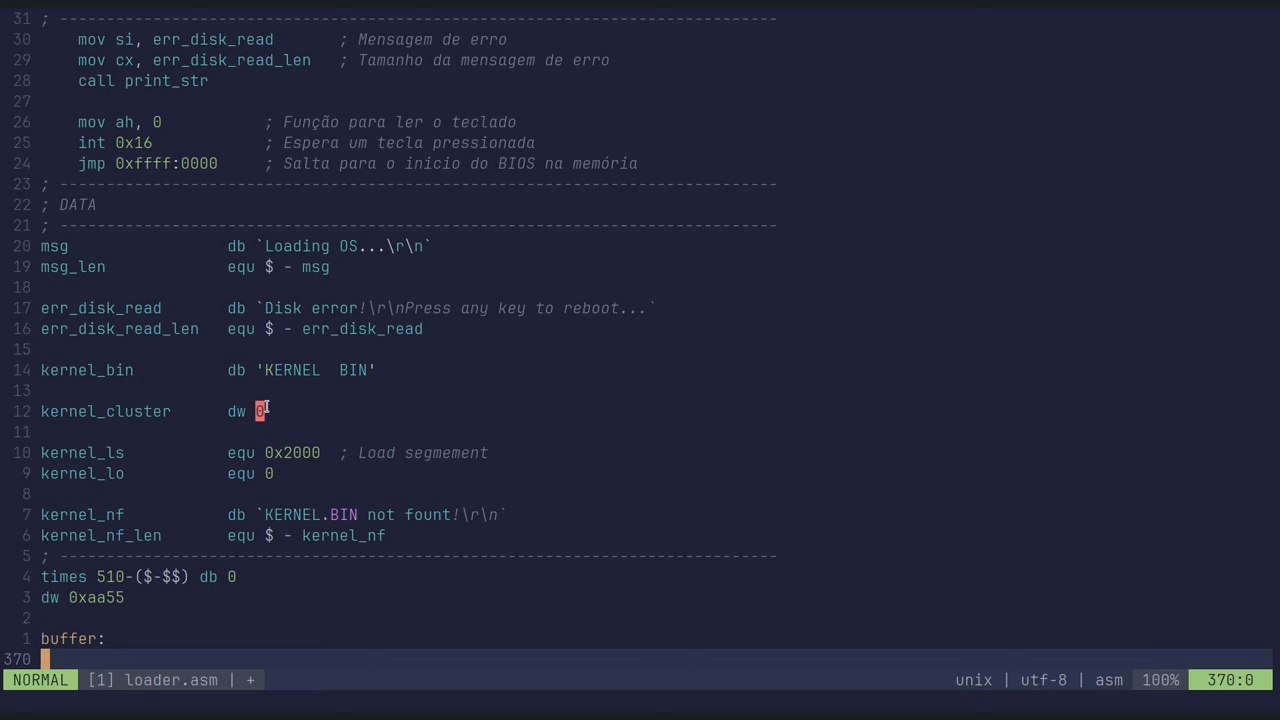 31 ; -----------------------------------------------------------------------------
30     mov si, err_disk_read       ; Mensagem de erro
29     mov cx, err_disk_read_len   ; Tamanho da mensagem de erro
28     call print_str
27
26     mov ah, 0           ; Função para ler o teclado
25     int 0x16            ; Espera um tecla pressionada
24     jmp 0xffff:0000     ; Salta para o inicio do BIOS na memória
23 ; -----------------------------------------------------------------------------
22 ; DATA
21 ; -----------------------------------------------------------------------------
20 msg                 db `Loading OS...\r\n`
19 msg_len             equ $ - msg
18
17 err_disk_read       db `Disk error!\r\nPress any key to reboot...`
16 err_disk_read_len   equ $ - err_disk_read
15
14 kernel_bin          db 'KERNEL  BIN'
13
12 kernel_cluster      dw 0
11
10 kernel_ls           equ 0x2000  ; Load segmement
9 kernel_lo           equ 0
8
7 kernel_nf           db `KERNEL.BIN not fount!\r\n`
6 kernel_nf_len       equ $ - kernel_nf
5 ; -----------------------------------------------------------------------------
4 times 510-($-$$) db 0
3 dw 0xaa55
2
1 buffer:
370
NORMAL [1] loader.asm | + unix | utf-8 | asm 100% 370:0